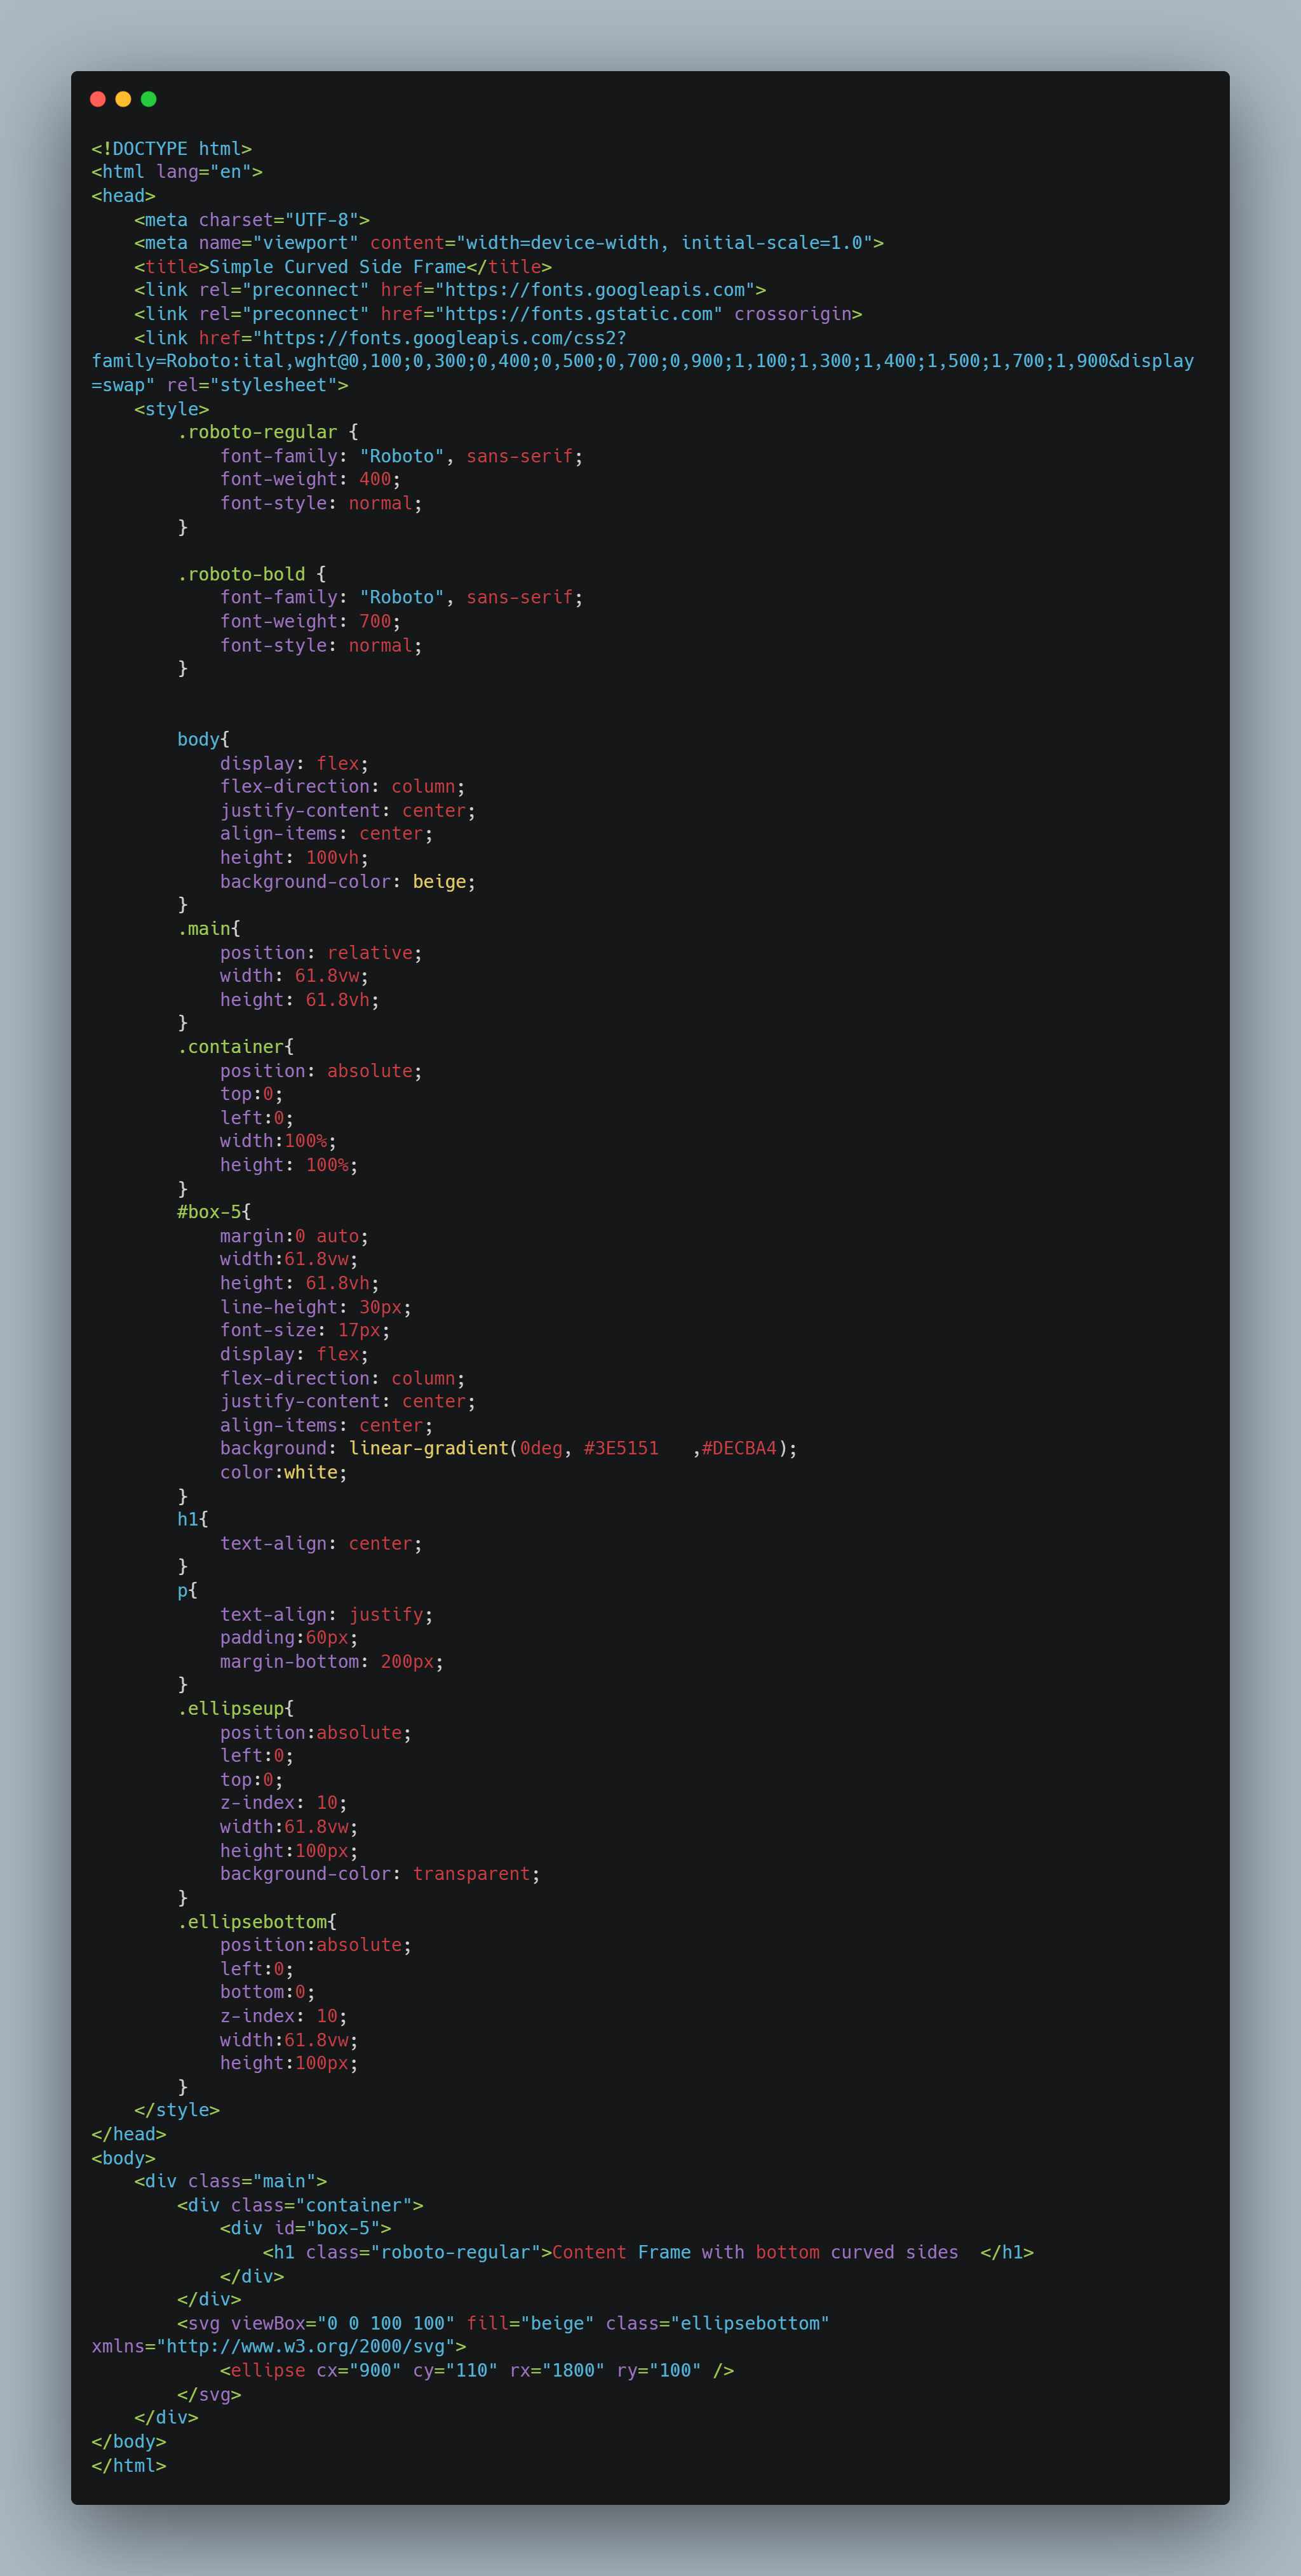 <!DOCTYPE html>
<html lang="en">
<head>
    <meta charset="UTF-8">
    <meta name="viewport" content="width=device-width, initial-scale=1.0">
    <title>Simple Curved Side Frame</title>
    <link rel="preconnect" href="https://fonts.googleapis.com">
    <link rel="preconnect" href="https://fonts.gstatic.com" crossorigin>
    <link href="https://fonts.googleapis.com/css2?
family=Roboto:ital,wght@0,100;0,300;0,400;0,500;0,700;0,900;1,100;1,300;1,400;1,500;1,700;1,900&display
=swap" rel="stylesheet">
    <style>
        .roboto-regular {
            font-family: "Roboto", sans-serif;
            font-weight: 400;
            font-style: normal;
        }

        .roboto-bold {
            font-family: "Roboto", sans-serif;
            font-weight: 700;
            font-style: normal;
        }


        body{
            display: flex;
            flex-direction: column;
            justify-content: center;
            align-items: center;
            height: 100vh;
            background-color: beige;
        }
        .main{
            position: relative;
            width: 61.8vw;
            height: 61.8vh;
        }
        .container{
            position: absolute;
            top:0;
            left:0;
            width:100%;
            height: 100%;
        }
        #box-5{
            margin:0 auto;
            width:61.8vw;
            height: 61.8vh;
            line-height: 30px;
            font-size: 17px;
            display: flex;
            flex-direction: column;
            justify-content: center;
            align-items: center;
            background: linear-gradient(0deg, #3E5151   ,#DECBA4);
            color:white;
        }
        h1{
            text-align: center;
        }
        p{
            text-align: justify;
            padding:60px;
            margin-bottom: 200px;
        }
        .ellipseup{
            position:absolute;
            left:0;
            top:0;
            z-index: 10;
            width:61.8vw;
            height:100px;
            background-color: transparent;
        }
        .ellipsebottom{
            position:absolute;
            left:0;
            bottom:0;
            z-index: 10;
            width:61.8vw;
            height:100px;
        }
    </style>
</head>
<body>
    <div class="main">
        <div class="container">
            <div id="box-5">
                <h1 class="roboto-regular">Content Frame with bottom curved sides  </h1>
            </div>
        </div>
        <svg viewBox="0 0 100 100" fill="beige" class="ellipsebottom"
xmlns="http://www.w3.org/2000/svg">
            <ellipse cx="900" cy="110" rx="1800" ry="100" />
        </svg>
    </div>
</body>
</html>